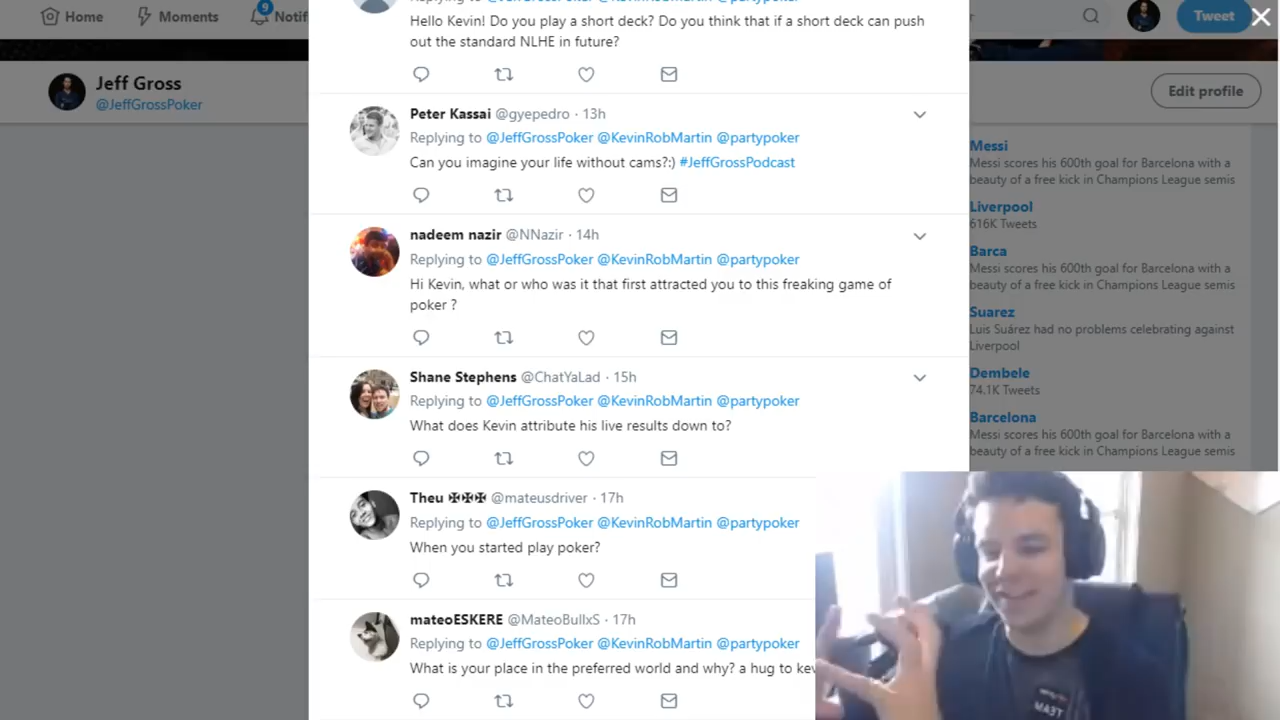 Home
Moments
9
Notif
r
Tweet
Jeff Gross
@JeffGrossPoker
Edit profile
Replying to @JeffGrossPoker @KevinRobMartin @partypoker
Hello Kevin! Do you play a short deck? Do you think that if a short deck can push
out the standard NLHE in future?
Peter Kassai @gyepedro · 13h
Replying to @JeffGrossPoker @KevinRobMartin @partypoker
Can you imagine your life without cams?:) #JeffGrossPodcast
nadeem nazir @NNazir · 14h
Replying to @JeffGrossPoker @KevinRobMartin @partypoker
Hi Kevin, what or who was it that first attracted you to this freaking game of
poker ?
Shane Stephens @ChatYaLad · 15h
Replying to @JeffGrossPoker @KevinRobMartin @partypoker
What does Kevin attribute his live results down to?
Theu ✠✠✠ @mateusdriver · 17h
Replying to @JeffGrossPoker @KevinRobMartin @partypoker
When you started play poker?
mateoESKERE @MateoBullxS · 17h
Replying to @JeffGrossPoker @KevinRobMartin @partypoker
What is your place in the preferred world and why? a hug to kev
Messi
Messi scores his 600th goal for Barcelona with a
beauty of a free kick in Champions League semis
Liverpool
616K Tweets
Barca
Messi scores his 600th goal for Barcelona with a
beauty of a free kick in Champions League semis
Suarez
Luis Suárez had no problems celebrating against
Liverpool
Dembele
74.1K Tweets
Barcelona
Messi scores his 600th goal for Barcelona with a
beauty of a free kick in Champions League semis
TEAM